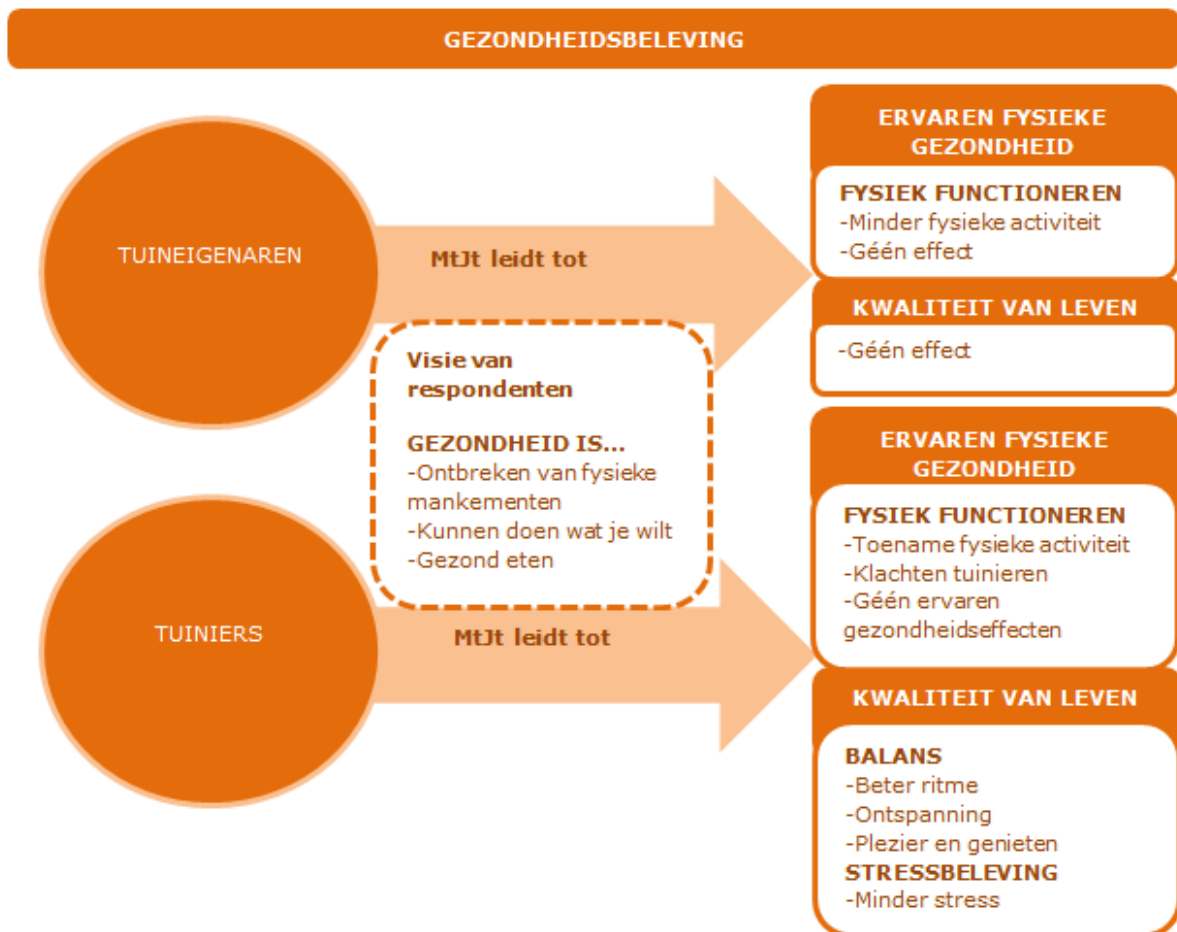 GEZONDHEIDSBELEVING
TUINEIGENAREN
MtJt leidt tot
ERVAREN FYSIEKE
GEZONDHEID
FYSIEK FUNCTIONEREN
-Minder fysieke activiteit
-Géén effect
KWALITEIT VAN LEVEN
-Géén effect
Visie van
respondenten
GEZONDHEID IS...
-Ontbreken van fysieke
mankementen
-Kunnen doen wat je wilt
-Gezond eten
TUINIERS
MtJt leidt tot
ERVAREN FYSIEKE
GEZONDHEID
FYSIEK FUNCTIONEREN
-Toename fysieke activiteit
-Klachten tuinieren
-Géén ervaren
gezondheidseffecten
KWALITEIT VAN LEVEN
BALANS
-Beter ritme
-Ontspanning
-Plezier en genieten
STRESSBELEVING
-Minder stress